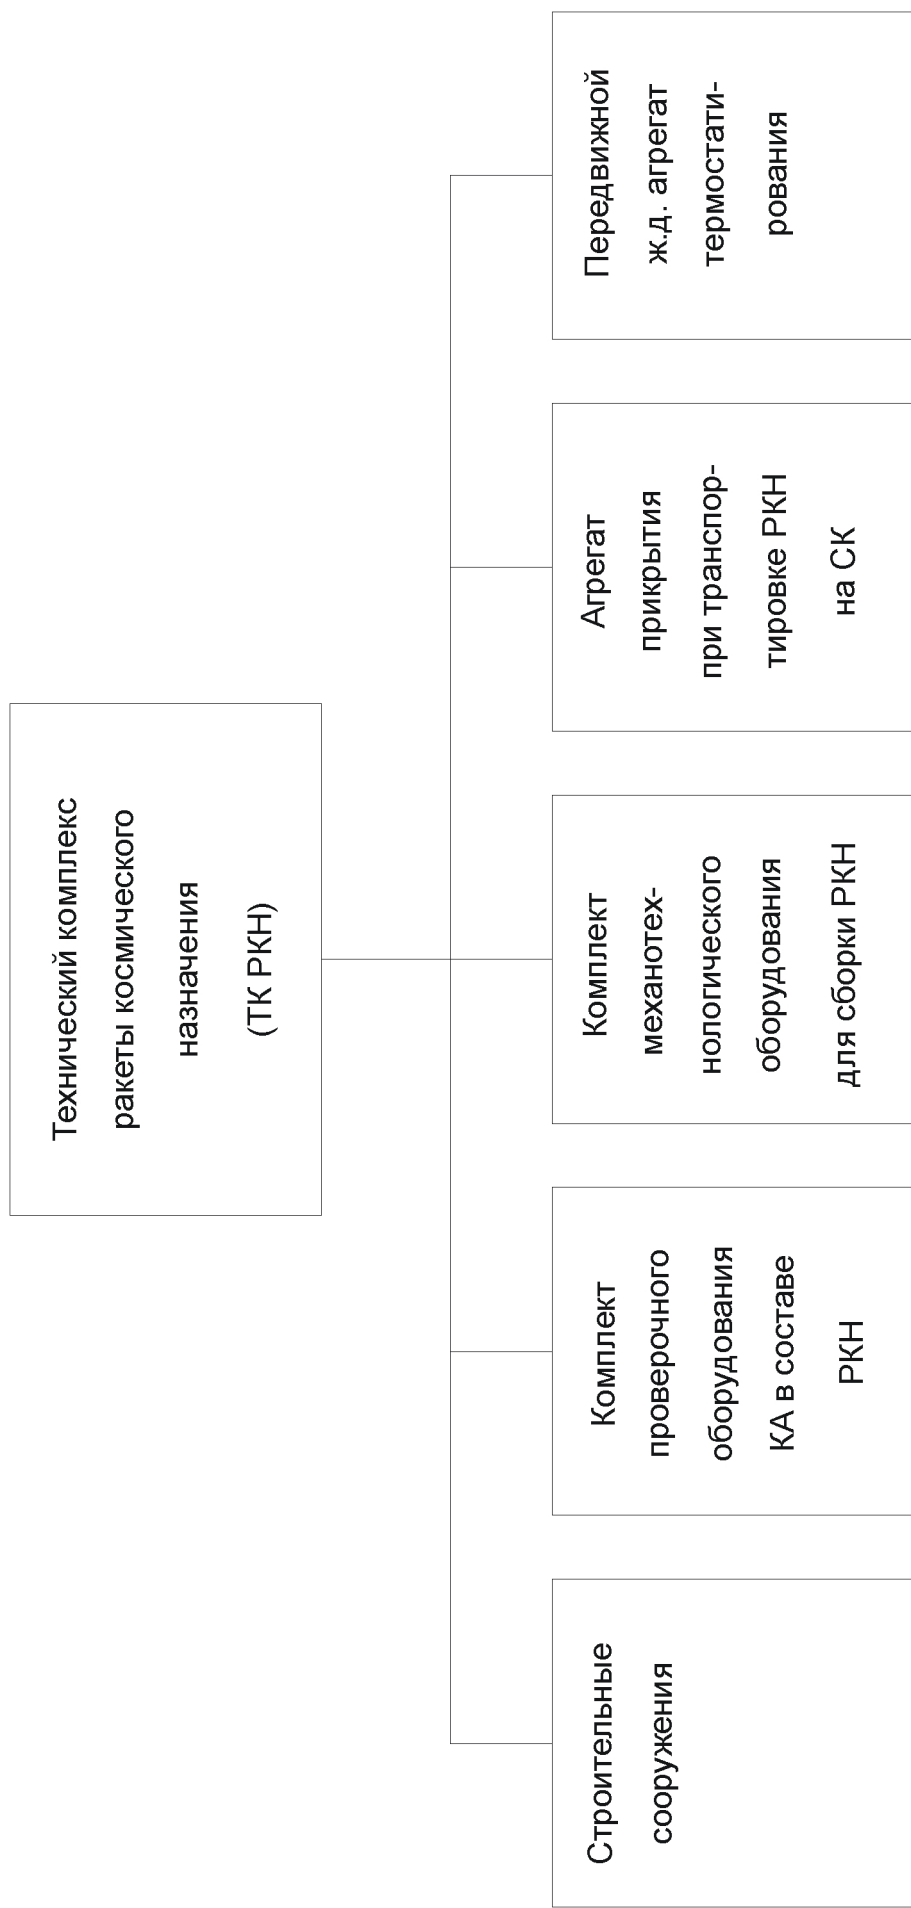 Технический комплекс
ракеты космического
назначения
(ТК РКН)
Строительные
сооружения
Комплект
проверочного
оборудования
КА в составе
РКН
Комплект
механотех-
нологического
оборудования
для сборки РКН
Агрегат
прикрытия
при транспор-
тировке РКН
на СК
Передвижной
ж.д. агрегат
термостати-
рования